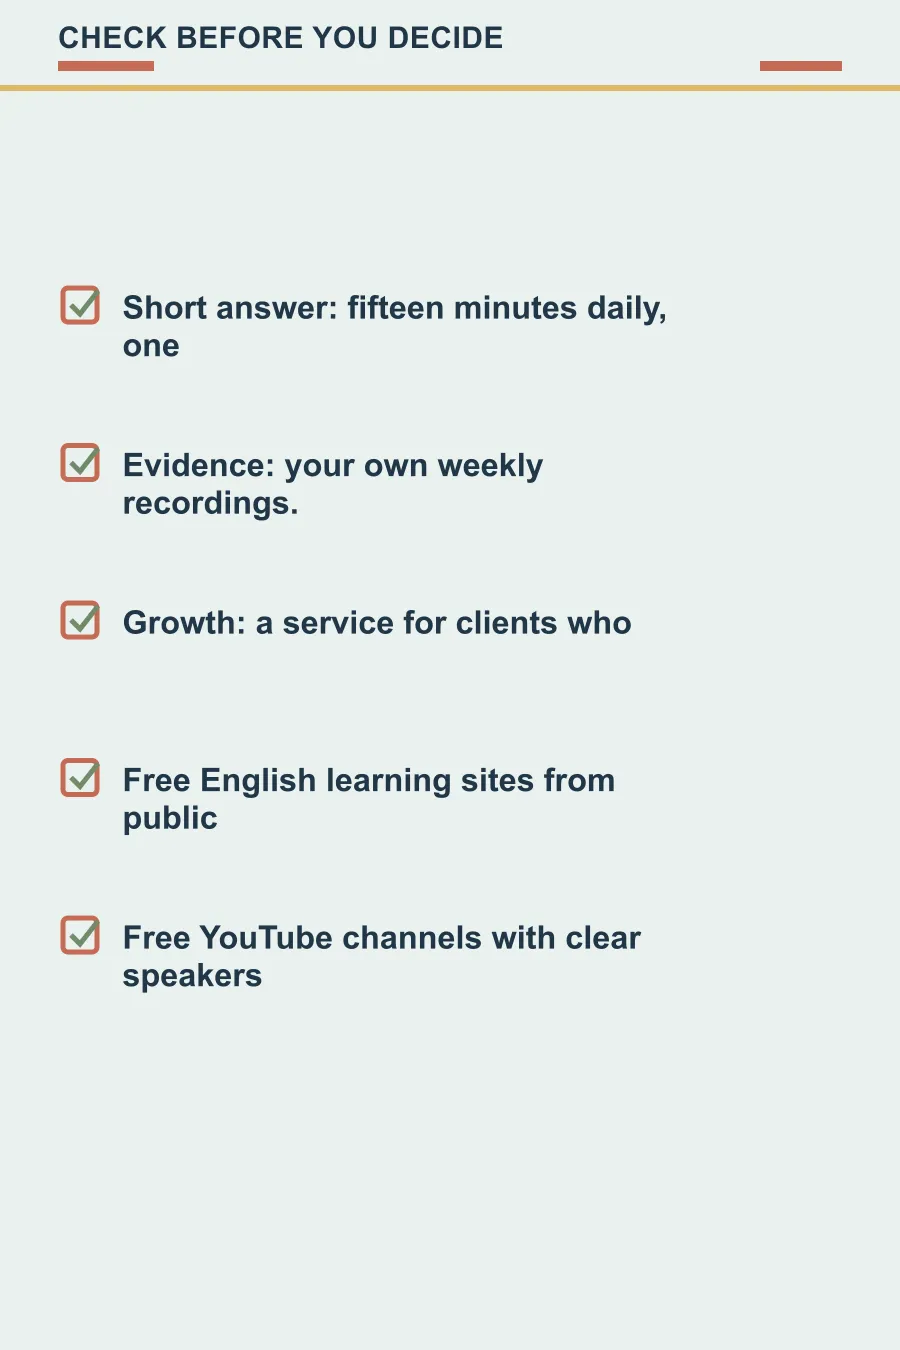 CHECK BEFORE YOU DECIDE
Short answer: fifteen minutes daily,
one
Evidence: your own weekly
recordings.
Growth: a service for clients who
Free English learning sites from
public
Free YouTube channels with clear
speakers